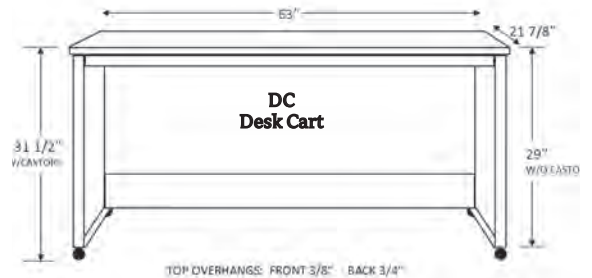 63"
21 7/8"
DC
Desk Cart
31 1/2"
W/CASTORS
29"
W/O CASTO
TOP OVERHANGS: FRONT 3/8" BACK 3/4"